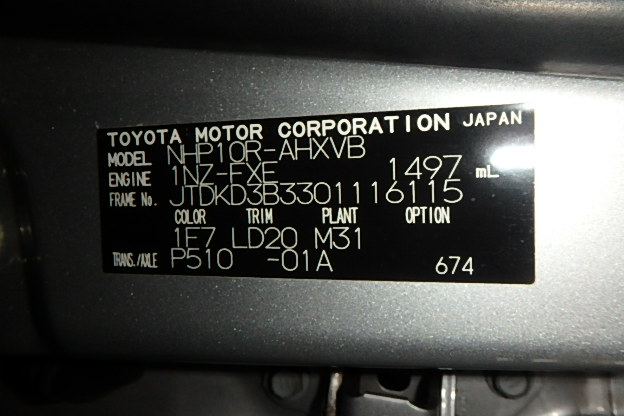 TOYOTA MOTOR CORPORATION JAPAN
MODEL NHP10R-AHXVB
ENGINE 1NZ-FXE 1497 mL
FRAME No. JTDKD3B3301116115
COLOR TRIM PLANT OPTION
1F7 LD20 M31
TRANS./AXLE P510 -01A 674